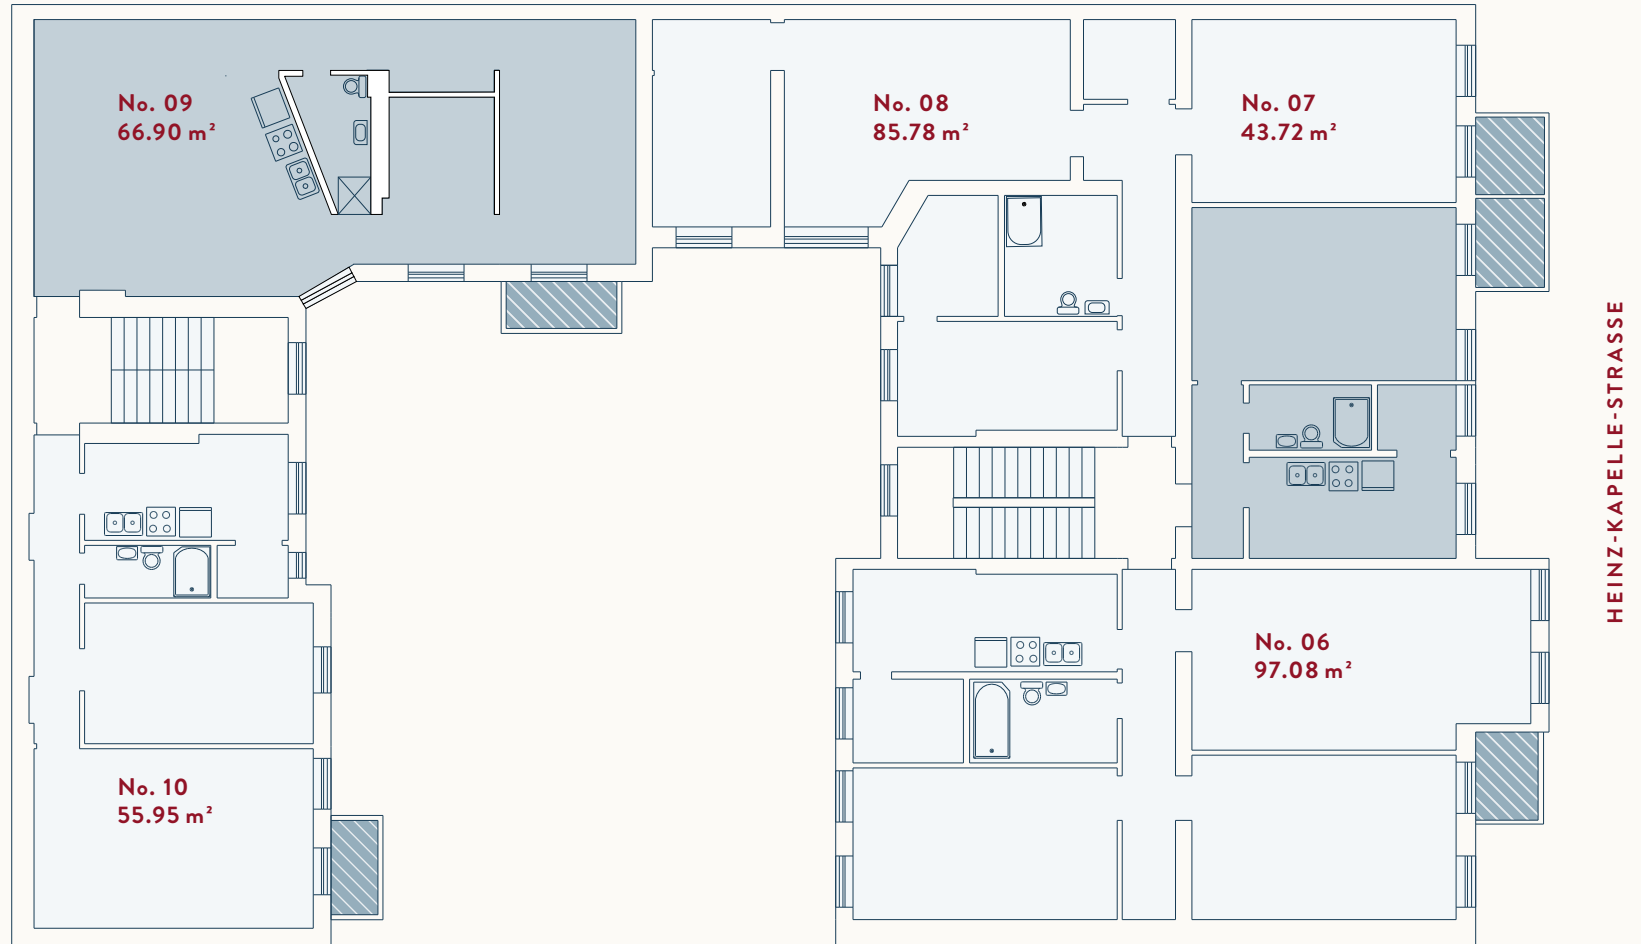 No. 09
66.90 m²
No. 08
85.78 m²
No. 07
43.72 m²
HEINZ-KAPELLE-STRASSE
No. 06
97.08 m²
No. 10
55.95 m²